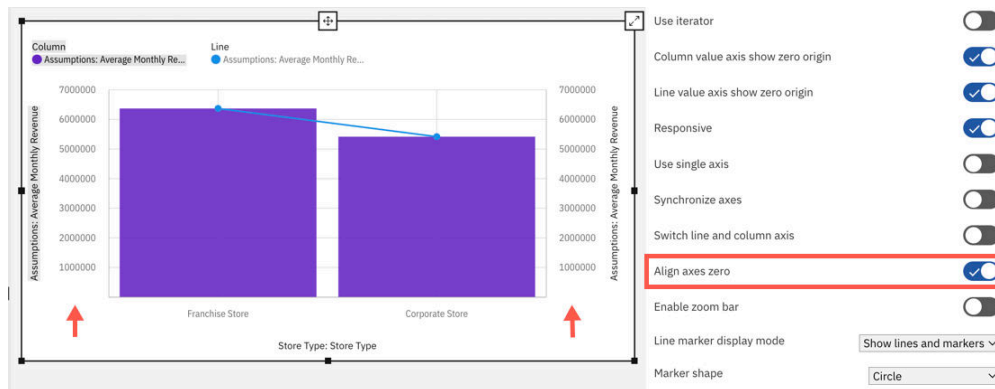 Column
Assumptions: Average Monthly Re...
Line
Assumptions: Average Monthly Re...
Assumptions: Average Monthly Revenue
7000000
6000000
5000000
4000000
3000000
2000000
1000000
7000000
6000000
5000000
4000000
3000000
2000000
1000000
Assumptions: Average Monthly Revenue
Franchise Store
Corporate Store
Store Type: Store Type
Use iterator
Column value axis show zero origin
Line value axis show zero origin
Responsive
Use single axis
Synchronize axes
Switch line and column axis
Align axes zero
Enable zoom bar
Line marker display mode
Show lines and markers
Marker shape
Circle